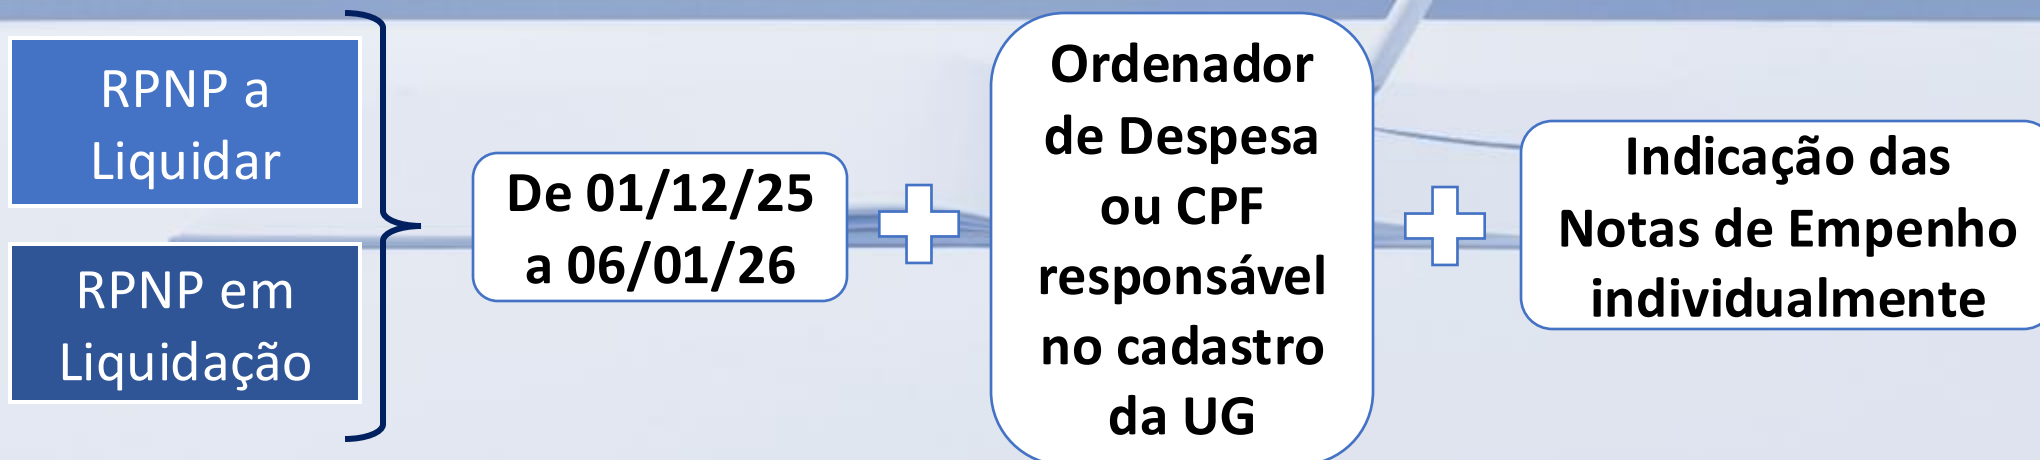 RPNP a
Liquidar
RPNP em
Liquidação
De 01/12/25
a 06/01/26
Ordenador
de Despesa
ou CPF
responsável
no cadastro
da UG
Indicação das
Notas de Empenho
individualmente